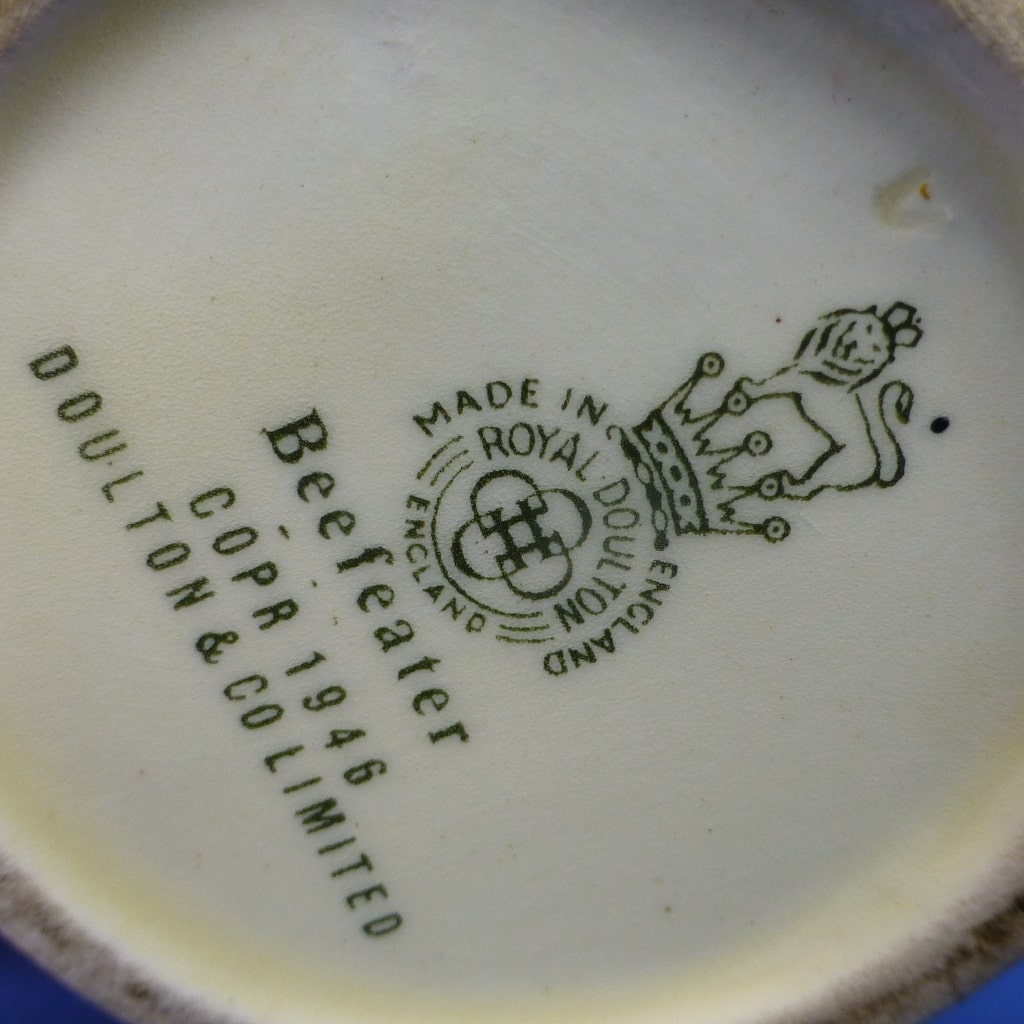 MADE IN ENGLAND
ROYAL·DOULTON
ENGLAND
Beefeater
COPR 1946
DOULTON & CO LIMITED